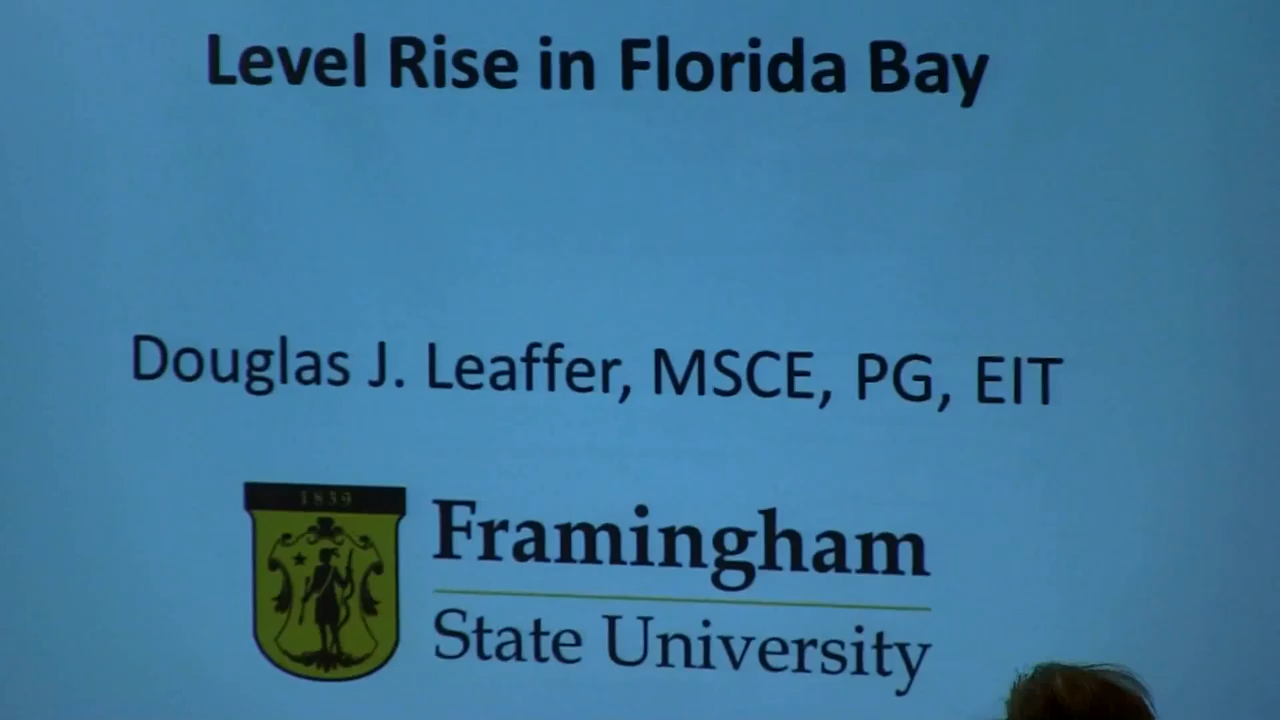 Level Rise in Florida Bay
Douglas J. Leaffer, MSCE, PG, EIT
1839
Framingham
State University